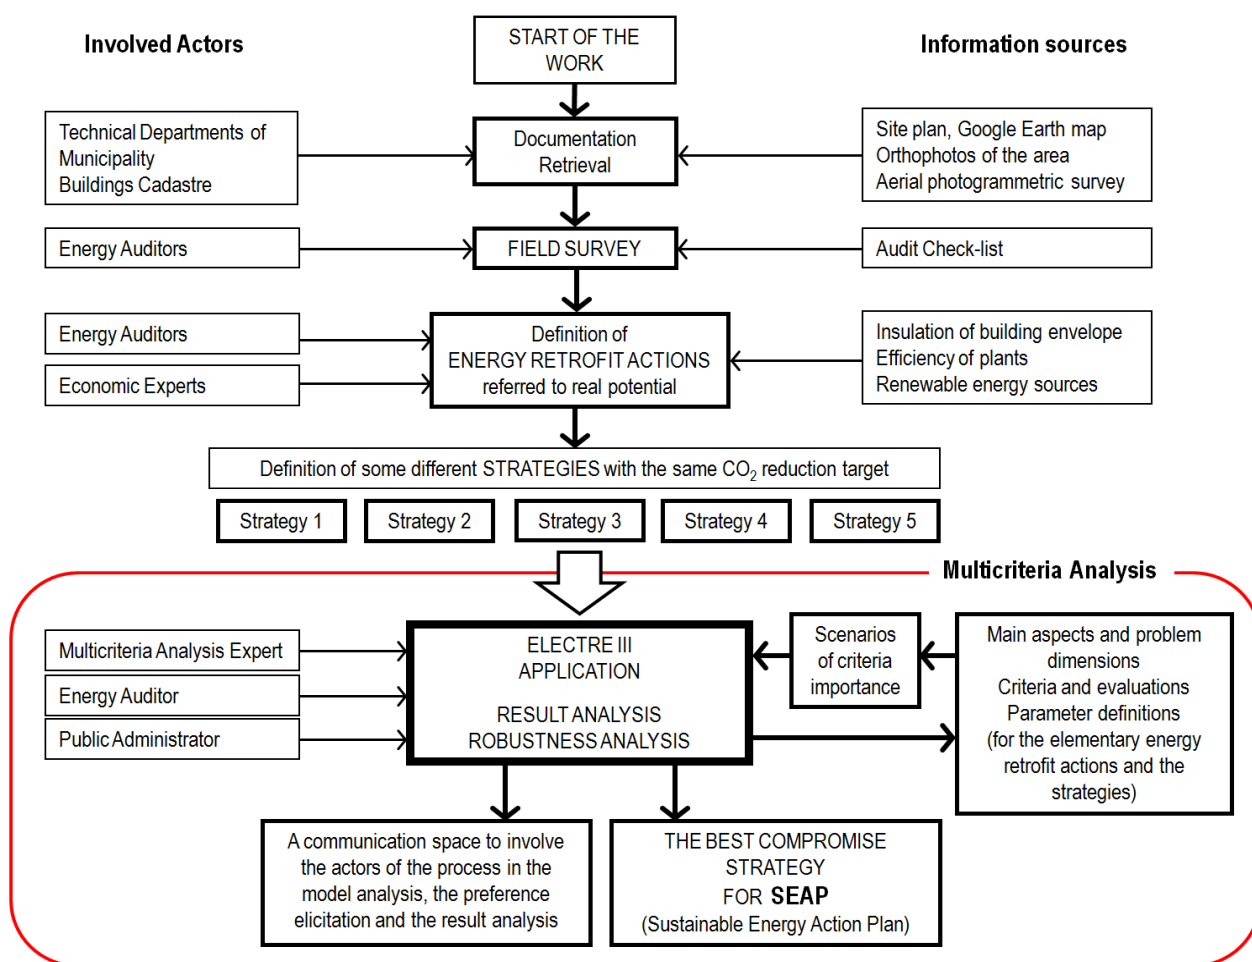 Involved Actors
START OF THE
WORK
Information sources
Technical Departments of
Municipality
Buildings Cadastre
Documentation
Retrieval
Site plan, Google Earth map
Orthophotos of the area
Aerial photogrammetric survey
Energy Auditors
FIELD SURVEY
Audit Check-list
Energy Auditors
Economic Experts
Definition of
ENERGY RETROFIT ACTIONS
referred to real potential
Insulation of building envelope
Efficiency of plants
Renewable energy sources
Definition of some different STRATEGIES with the same CO₂ reduction target
Strategy 1
Strategy 2
Strategy 3
Strategy 4
Strategy 5
Multicriteria Analysis
Multicriteria Analysis Expert
Energy Auditor
Public Administrator
ELECTRE III
APPLICATION
RESULT ANALYSIS
ROBUSTNESS ANALYSIS
Scenarios
of criteria
importance
Main aspects and problem
dimensions
Criteria and evaluations
Parameter definitions
(for the elementary energy
retrofit actions and the
strategies)
A communication space to involve
the actors of the process in the
model analysis, the preference
elicitation and the result analysis
THE BEST COMPROMISE
STRATEGY
FOR SEAP
(Sustainable Energy Action Plan)